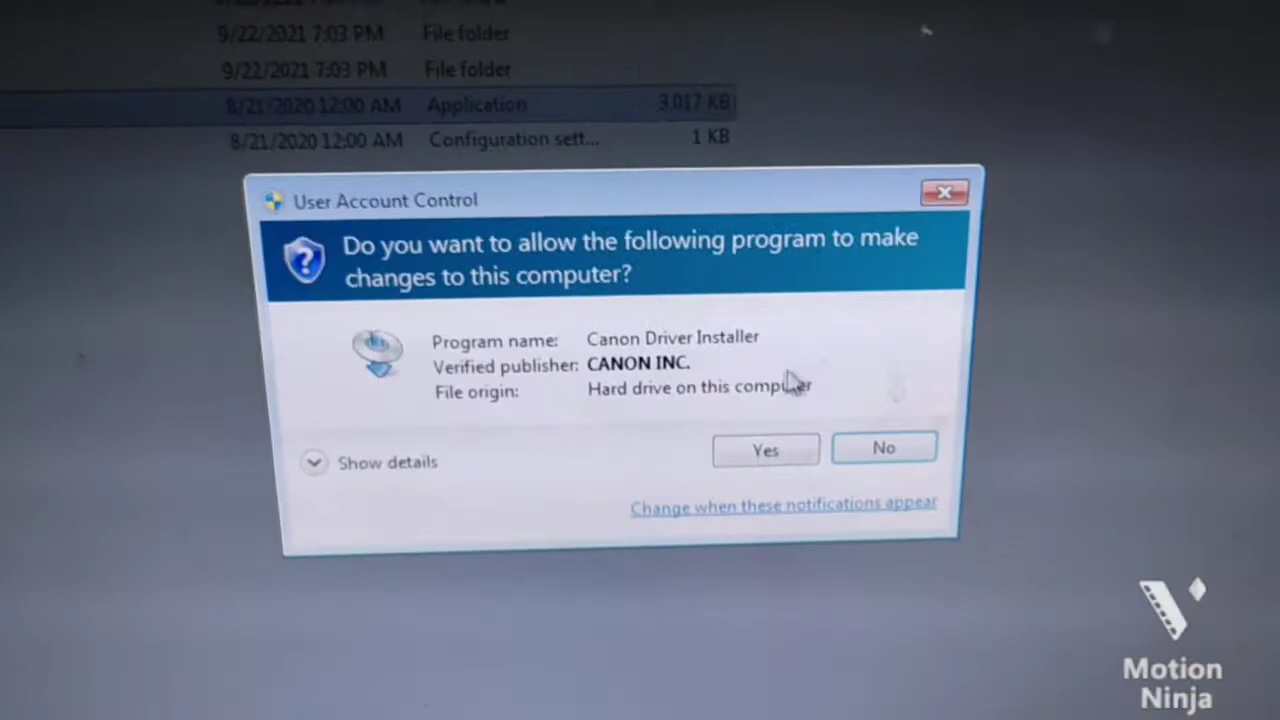 9/22/2021 7:03 PM File folder
9/22/2021 7:03 PM File folder
8/21/2020 12:00 AM Application 3,017 KB
8/21/2020 12:00 AM Configuration sett... 1 KB
User Account Control
Do you want to allow the following program to make
changes to this computer?
Program name: Canon Driver Installer
Verified publisher: CANON INC.
File origin: Hard drive on this computer
Show details
Yes No
Change when these notifications appear
Motion
Ninja